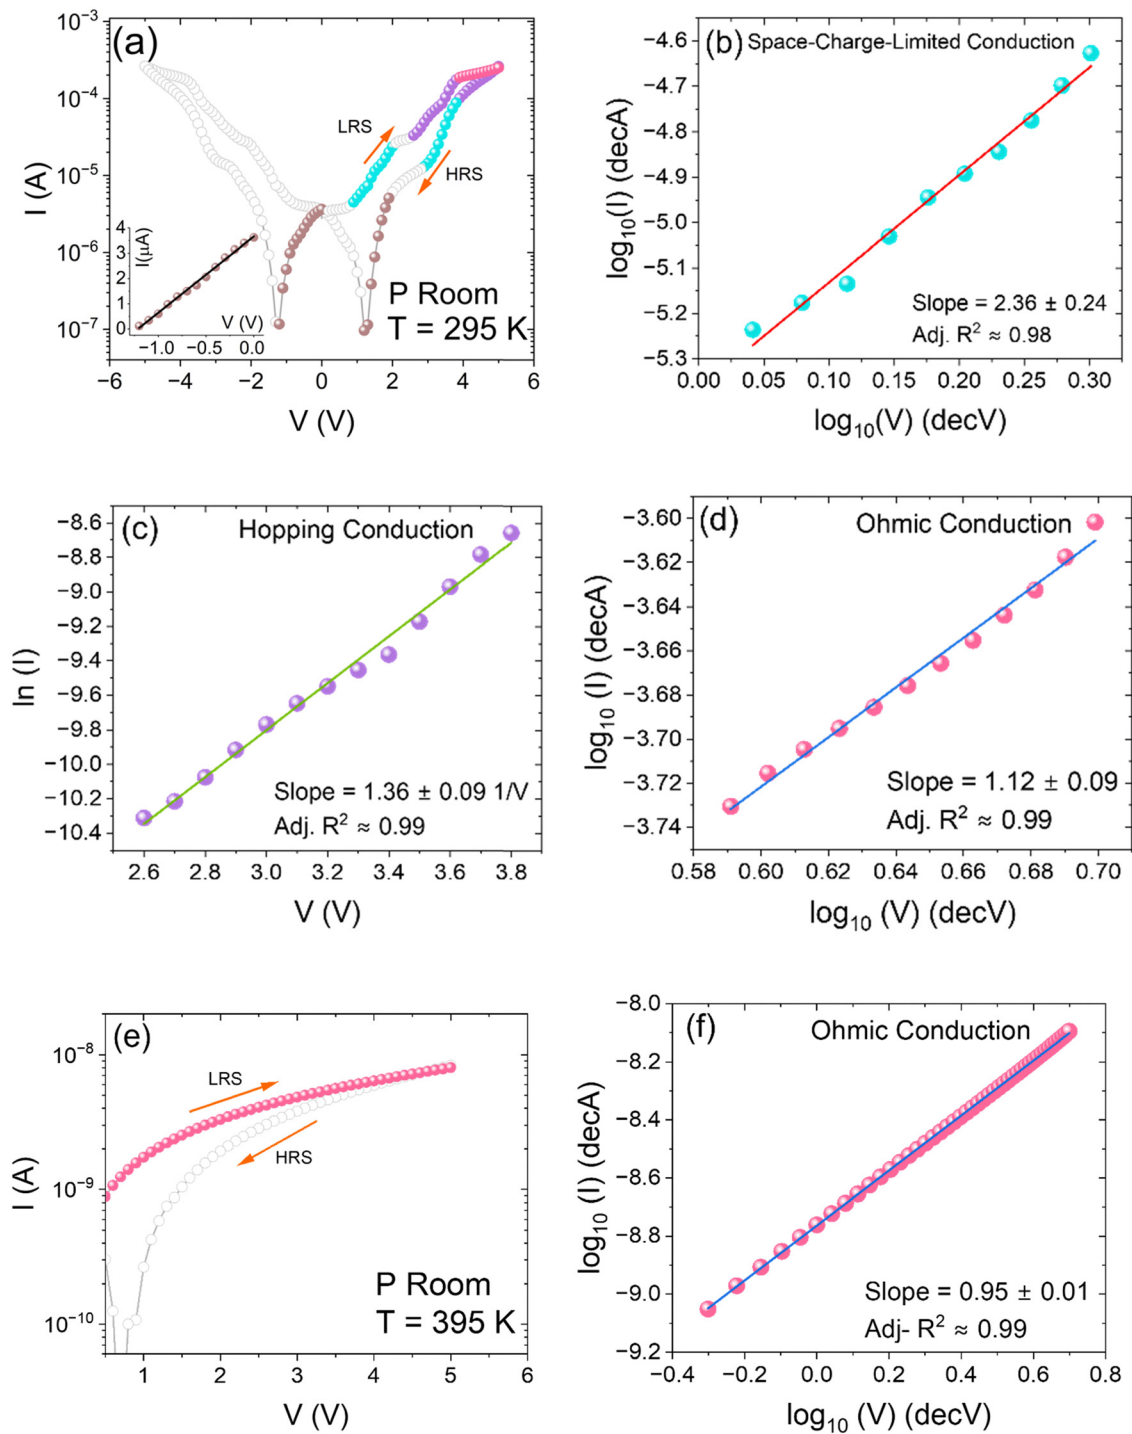 (a)
I (A)
10⁻³
10⁻⁴
10⁻⁵
10⁻⁶
10⁻⁷
LRS
HRS
I(μA)
4
3
2
1
0
V (V)
−1.0 −0.5 0.0
P Room
T = 295 K
−6 −4 −2 0 2 4 6
V (V)
(b)
Space-Charge-Limited Conduction
log₁₀(I) (decA)
−4.6
−4.7
−4.8
−4.9
−5.0
−5.1
−5.2
−5.3
Slope = 2.36 ± 0.24
Adj. R² ≈ 0.98
0.00 0.05 0.10 0.15 0.20 0.25 0.30
log₁₀(V) (decV)
(c)
Hopping Conduction
ln (I)
−8.6
−8.8
−9.0
−9.2
−9.4
−9.6
−9.8
−10.0
−10.2
−10.4
Slope = 1.36 ± 0.09 1/V
Adj. R² ≈ 0.99
2.6 2.8 3.0 3.2 3.4 3.6 3.8
V (V)
(d)
Ohmic Conduction
log₁₀ (I) (decA)
−3.60
−3.62
−3.64
−3.66
−3.68
−3.70
−3.72
−3.74
Slope = 1.12 ± 0.09
Adj. R² ≈ 0.99
0.58 0.60 0.62 0.64 0.66 0.68 0.70
log₁₀ (V) (decV)
(e)
I (A)
10⁻⁸
10⁻⁹
10⁻¹⁰
LRS
HRS
P Room
T = 395 K
1 2 3 4 5 6
V (V)
(f)
Ohmic Conduction
log₁₀ (I) (decA)
−8.0
−8.2
−8.4
−8.6
−8.8
−9.0
−9.2
Slope = 0.95 ± 0.01
Adj- R² ≈ 0.99
−0.4 −0.2 0.0 0.2 0.4 0.6 0.8
log₁₀ (V) (decV)